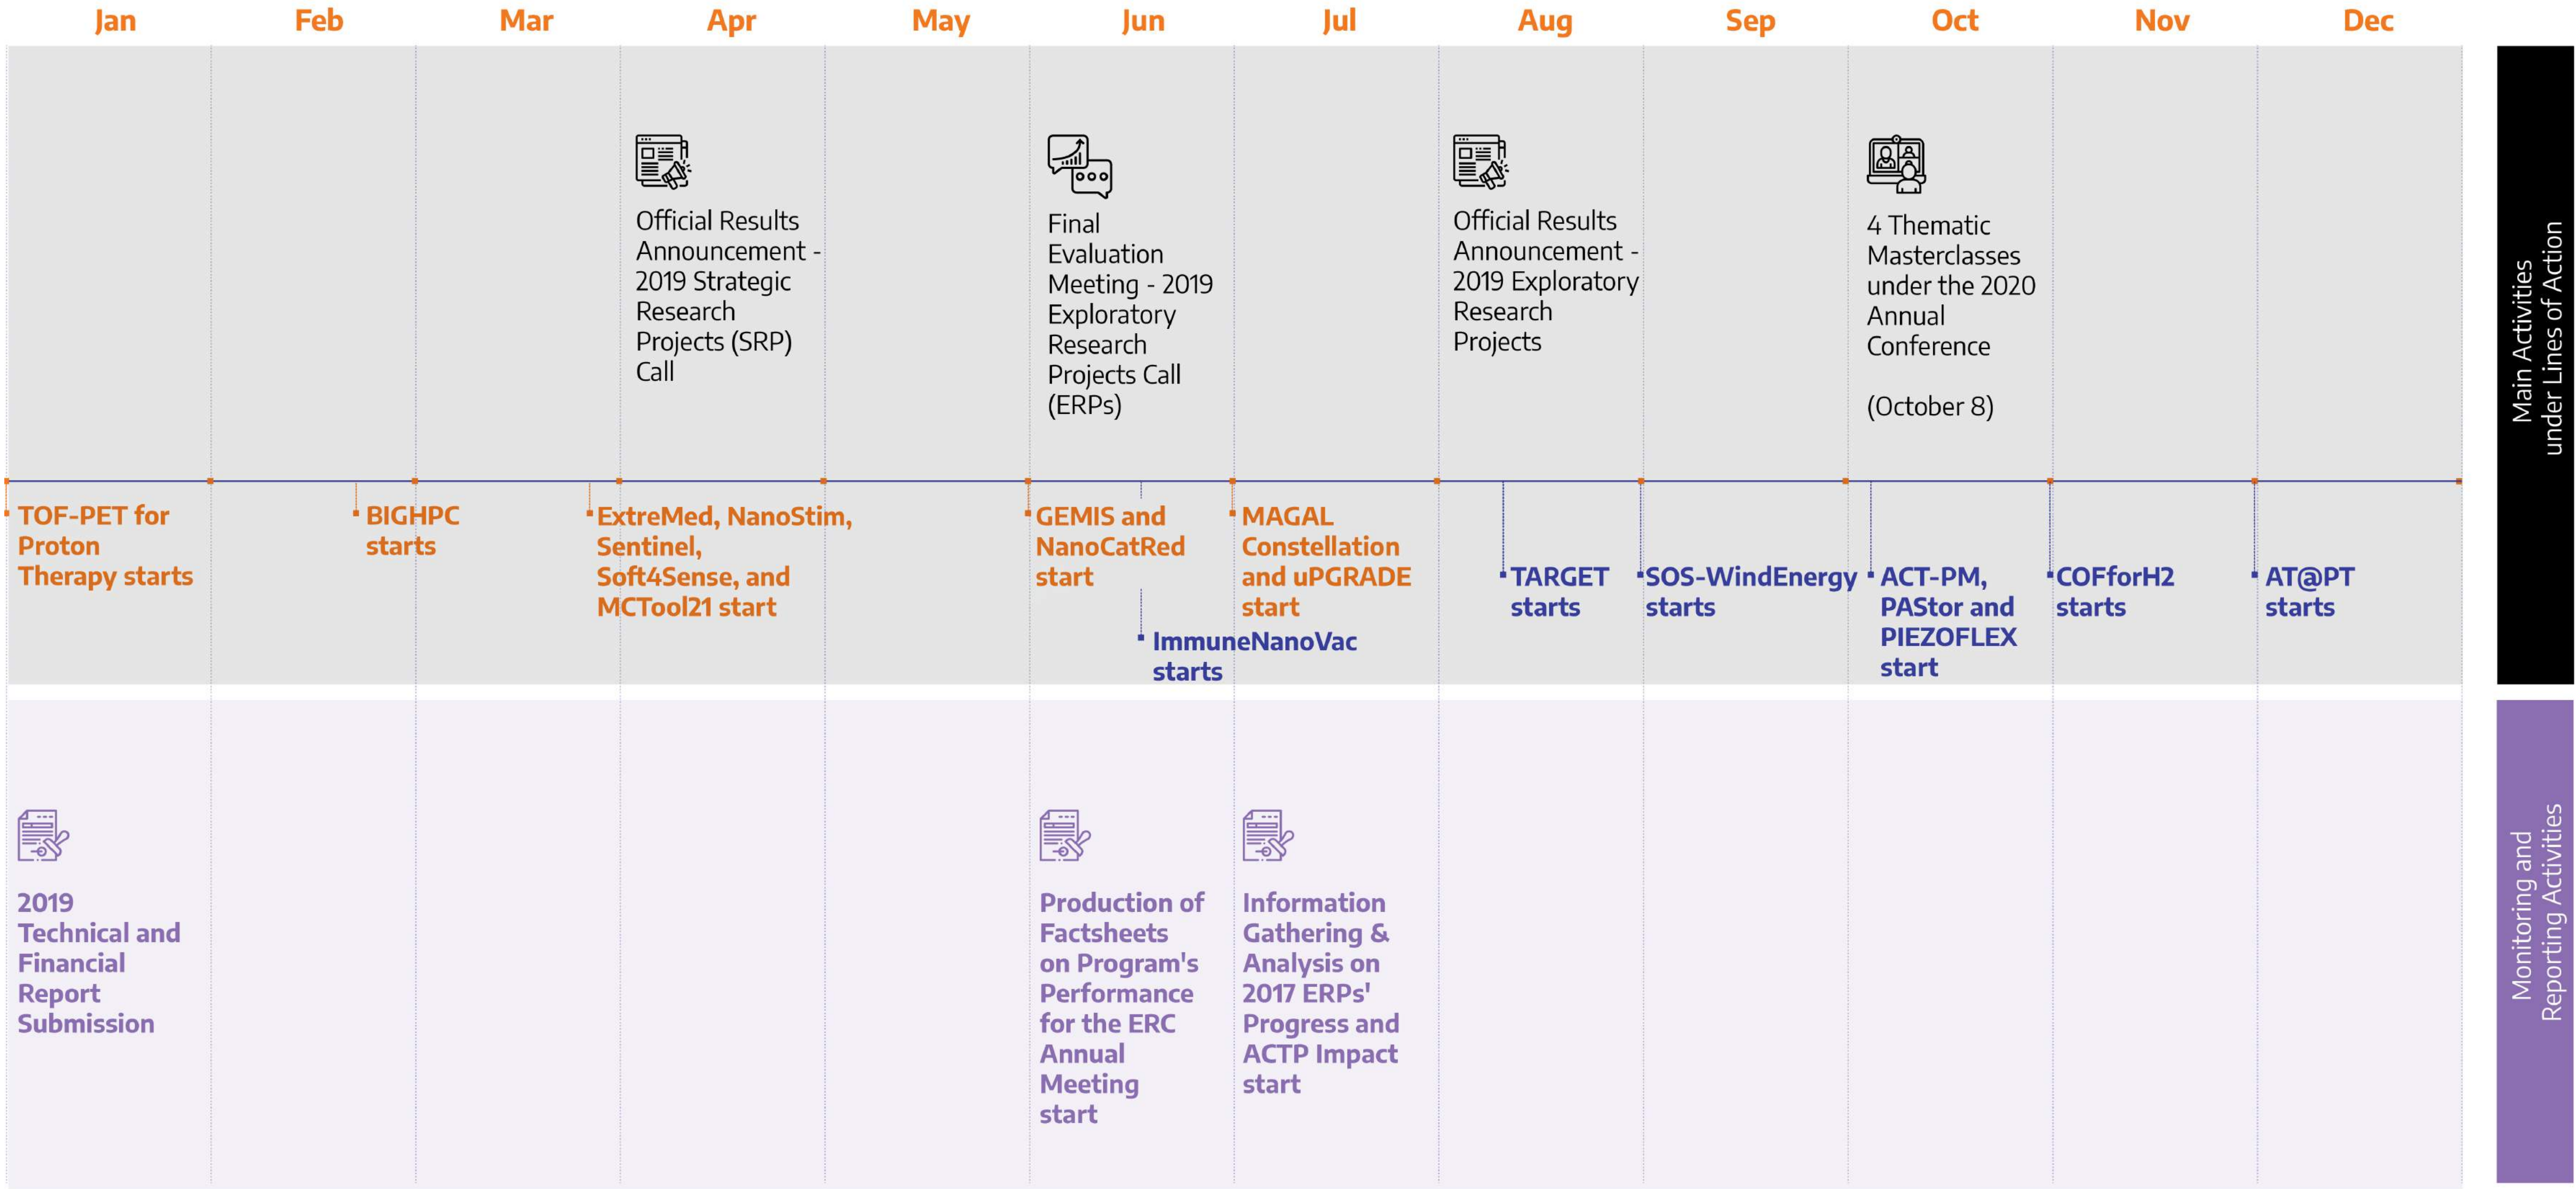 Jan
Feb
Mar
Apr
May
Jun
Jul
Aug
Sep
Oct
Nov
Dec
Official Results
Announcement -
2019 Strategic
Research
Projects (SRP)
Call
Final
Evaluation
Meeting - 2019
Exploratory
Research
Projects Call
(ERPs)
Official Results
Announcement -
2019 Exploratory
Research
Projects
4 Thematic
Masterclasses
under the 2020
Annual
Conference
(October 8)
Main Activities
under Lines of Action
TOF-PET for
Proton
Therapy starts
BIGHPC
starts
ExtreMed, NanoStim,
Sentinel,
Soft4Sense, and
MCTool21 start
GEMIS and
NanoCatRed
start
ImmuneNanoVac
starts
MAGAL
Constellation
and uPGRADE
start
TARGET
starts
SOS-WindEnergy
starts
ACT-PM,
PAStor and
PIEZOFLEX
start
COFforH2
starts
AT@PT
starts
2019
Technical and
Financial
Report
Submission
Production of
Factsheets
on Program's
Performance
for the ERC
Annual
Meeting
start
Information
Gathering &
Analysis on
2017 ERPs'
Progress and
ACTP Impact
start
Monitoring and
Reporting Activities